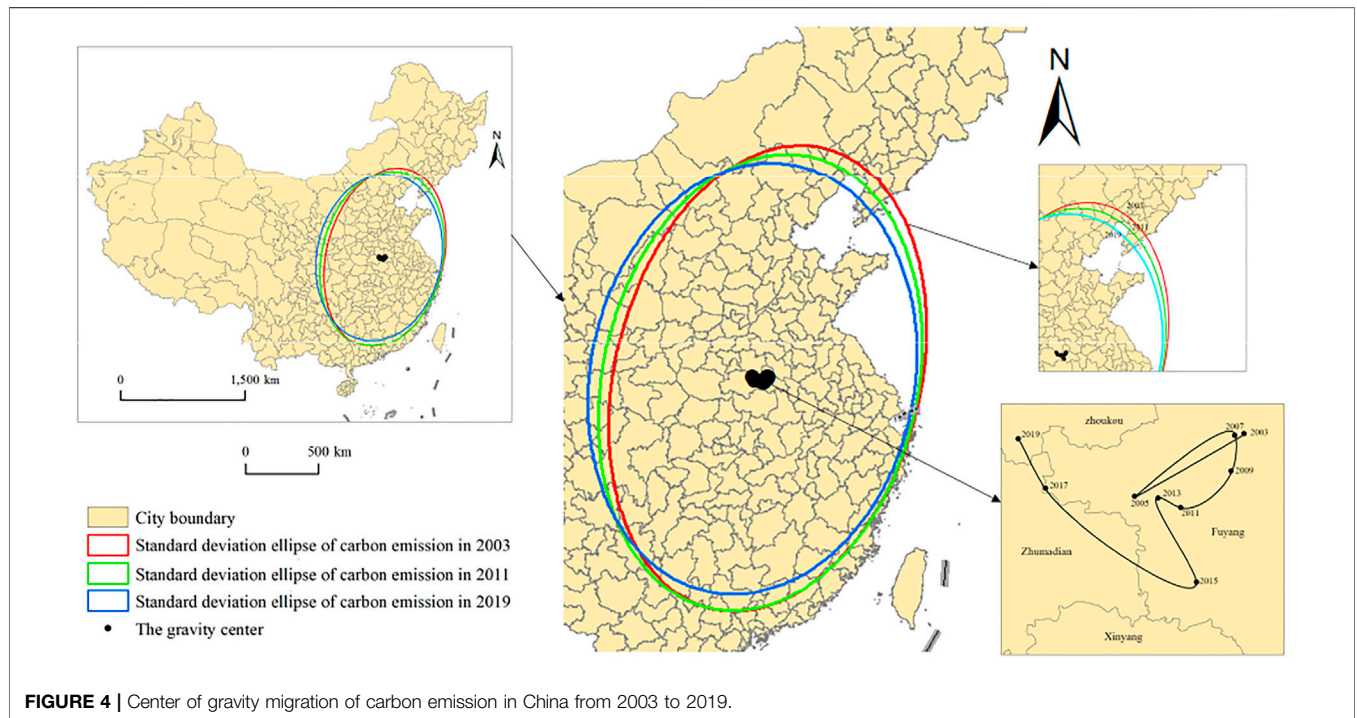 N
0 1,500 km
0 500 km
City boundary
Standard deviation ellipse of carbon emission in 2003
Standard deviation ellipse of carbon emission in 2011
Standard deviation ellipse of carbon emission in 2019
The gravity center
N
2003
2011
2019
zhoukou
2007
2003
2019
2009
2017
2013
2005
2011
Fuyang
Zhumadian
2015
Xinyang
FIGURE 4 | Center of gravity migration of carbon emission in China from 2003 to 2019.